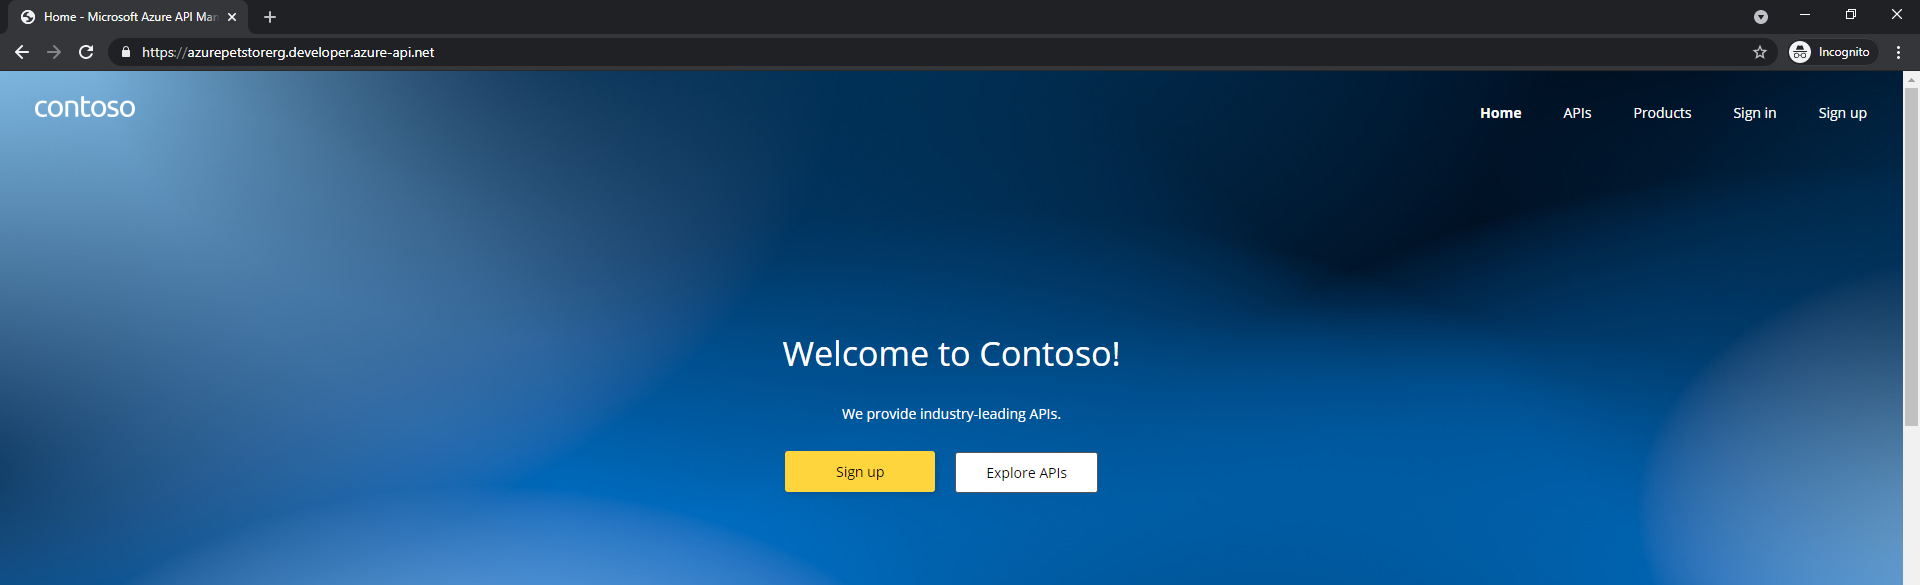 Home - Microsoft Azure API Man
https://azurepetstorerg.developer.azure-api.net
Incognito
contoso
Home APIs Products Sign in Sign up
Welcome to Contoso!
We provide industry-leading APIs.
Sign up Explore APIs